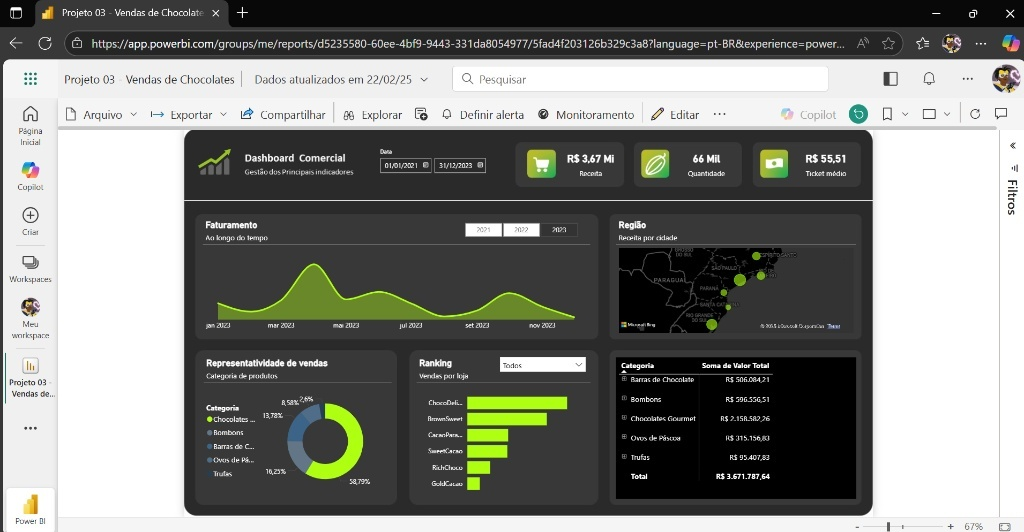 Projeto 03 - Vendas de Chocolate
https://app.powerbi.com/groups/me/reports/d5235580-60ee-4bf9-9443-331da8054977/5fad4f203126b329c3a8?language=pt-BR&experience=power...
Projeto 03 - Vendas de Chocolates
Dados atualizados em 22/02/25
Pesquisar
Arquivo
Exportar
Compartilhar
Explorar
Definir alerta
Monitoramento
Editar
Copilot
Página
Inicial
Copilot
Criar
Workspaces
Meu
workspace
Projeto 03 -
Vendas de...
Power BI
Dashboard Comercial
Gestão dos Principais indicadores
Data
01/01/2021
31/12/2023
R$ 3,67 Mi
Receita
66 Mil
Quantidade
R$ 55,51
Ticket médio
Filtros
Faturamento
Ao longo do tempo
2021
2022
2023
jan 2023
mar 2023
mai 2023
jul 2023
set 2023
nov 2023
Região
Receita por cidade
ESPÍRITO SANTO
SÃO PAULO
PARAGUAI
PARANÁ
SANTA CAT
RIO GRANDE
DO SUL
Microsoft Bing
Terms
Representatividade de vendas
Categoria de produtos
Categoria
Chocolates ...
Bombons
Barras de C...
Ovos de Pá...
Trufas
2,6%
8,58%
13,78%
16,25%
58,79%
Ranking
Vendas por loja
Todos
ChocoDeli...
BrownSweet
CacaoPara...
SweetCacao
RichChoco
GoldCacao
Categoria Soma de Valor Total
Barras de Chocolate R$ 506.084,21
Bombons R$ 596.556,51
Chocolates Gourmet R$ 2.158.582,26
Ovos de Páscoa R$ 315.156,83
Trufas R$ 95.407,83
Total R$ 3.671.787,64
67%